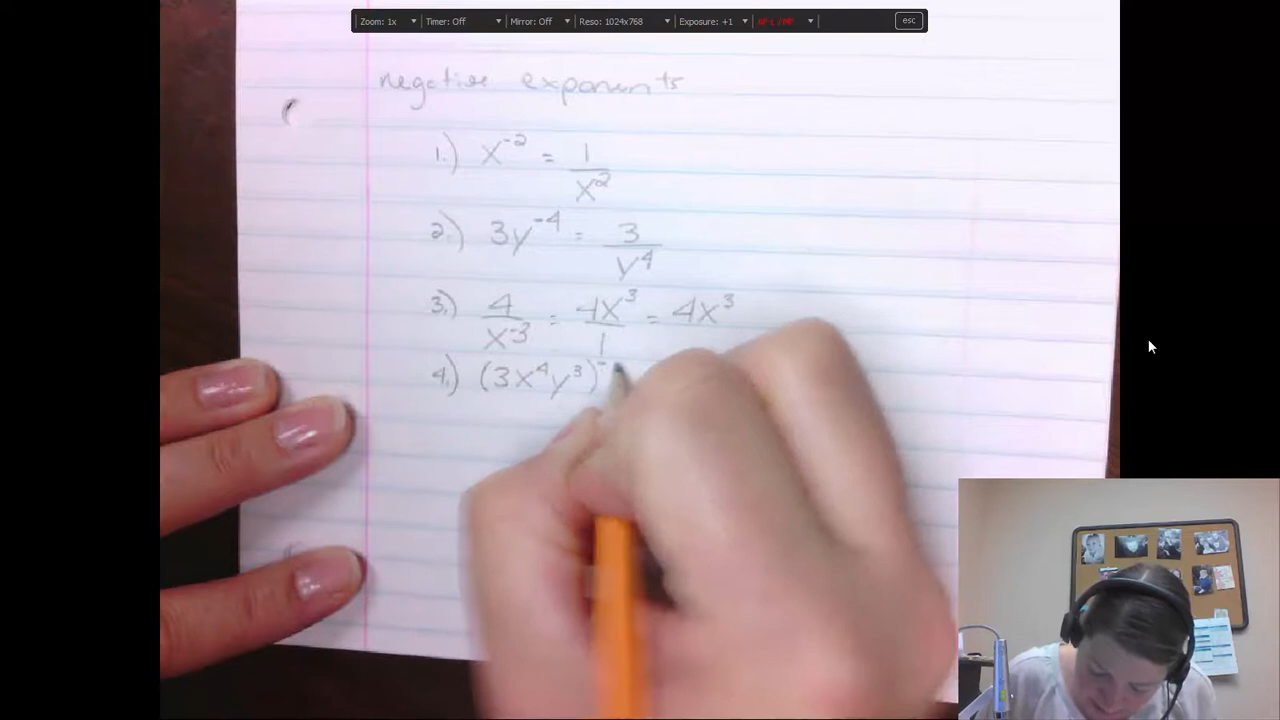 Zoom: 1x Timer: Off Mirror: Off Reso: 1024x768 Exposure: +1 esc
negative exponents
1.) x⁻² = 1/x²
2.) 3y⁻⁴ = 3/y⁴
3.) 4/x⁻³ = 4x³/1 = 4x³
4.) (3x⁴y³)⁻